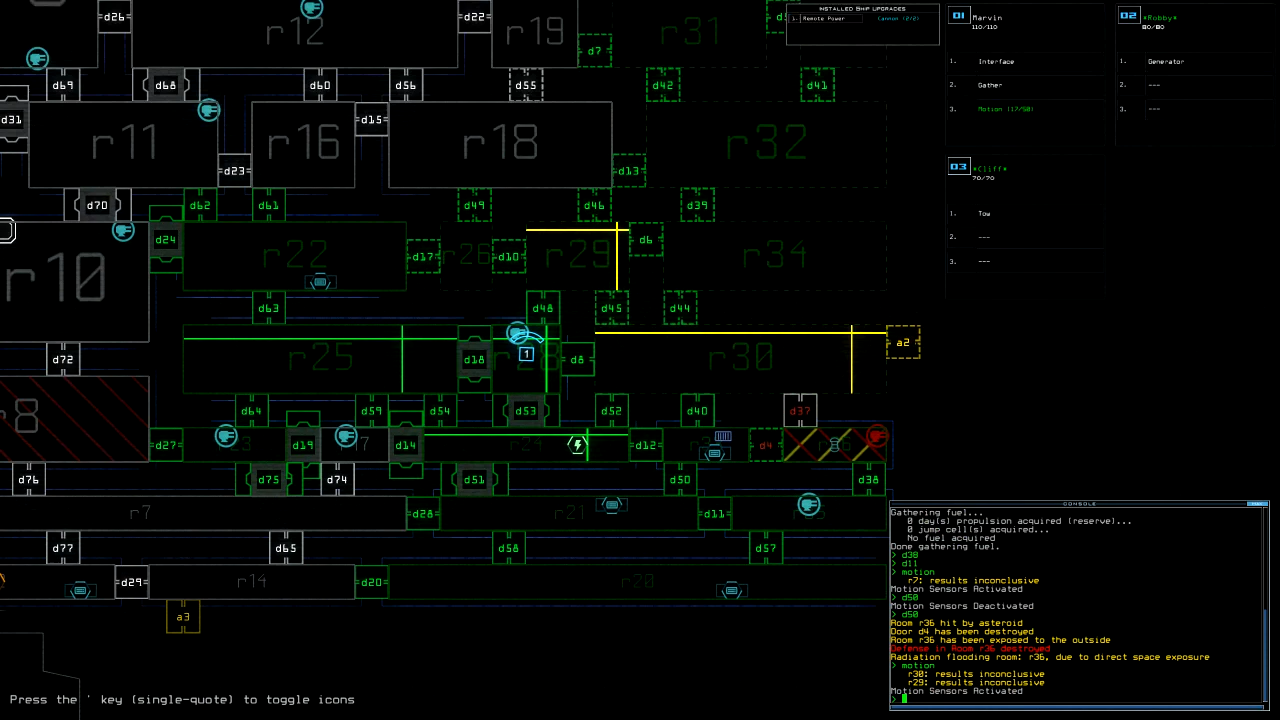 d26
r12
d22
r19
d7
r31
INSTALLED SHIP UPGRADES
1. Remote Power
Cannon (2/2)
01
Marvin
110/110
1. Interface
2. Gather
3. Motion (17/50)
02
*Robby*
80/80
1. Generator
2. ---
3. ---
03
*Cliff*
70/70
1. Tow
2. ---
3. ---
d69
d68
d60
d56
d55
d42
d41
d31
r11
r16
d15
r18
r32
d23
d13
d70
d62
d61
d49
d46
d39
d24
r10
r22
d17
r26
d10
r29
d6
r34
d63
d48
d45
d44
a2
d72
r25
d18
r28
1
d8
r30
r8
d64
d59
d54
d53
d52
d40
d37
d27
d19
d14
r24
d12
d4
d76
d75
d74
d51
d50
d38
r7
d28
r21
d11
d77
d65
d58
d57
d29
r14
d20
r20
a3
CONSOLE
Gathering fuel...
0 day(s) propulsion acquired (reserve)...
0 jump cell(s) acquired...
No fuel acquired
Done gathering fuel.
> d38
> d11
> motion
r7: results inconclusive
Motion Sensors Activated
> d50
Motion Sensors Deactivated
> d50
Room r36 hit by asteroid
Door d4 has been destroyed
Room r36 has been exposed to the outside
Defense in Room r36 destroyed
Radiation flooding room: r36, due to direct space exposure
> motion
r30: results inconclusive
r29: results inconclusive
Motion Sensors Activated
>
Press the ' key (single-quote) to toggle icons